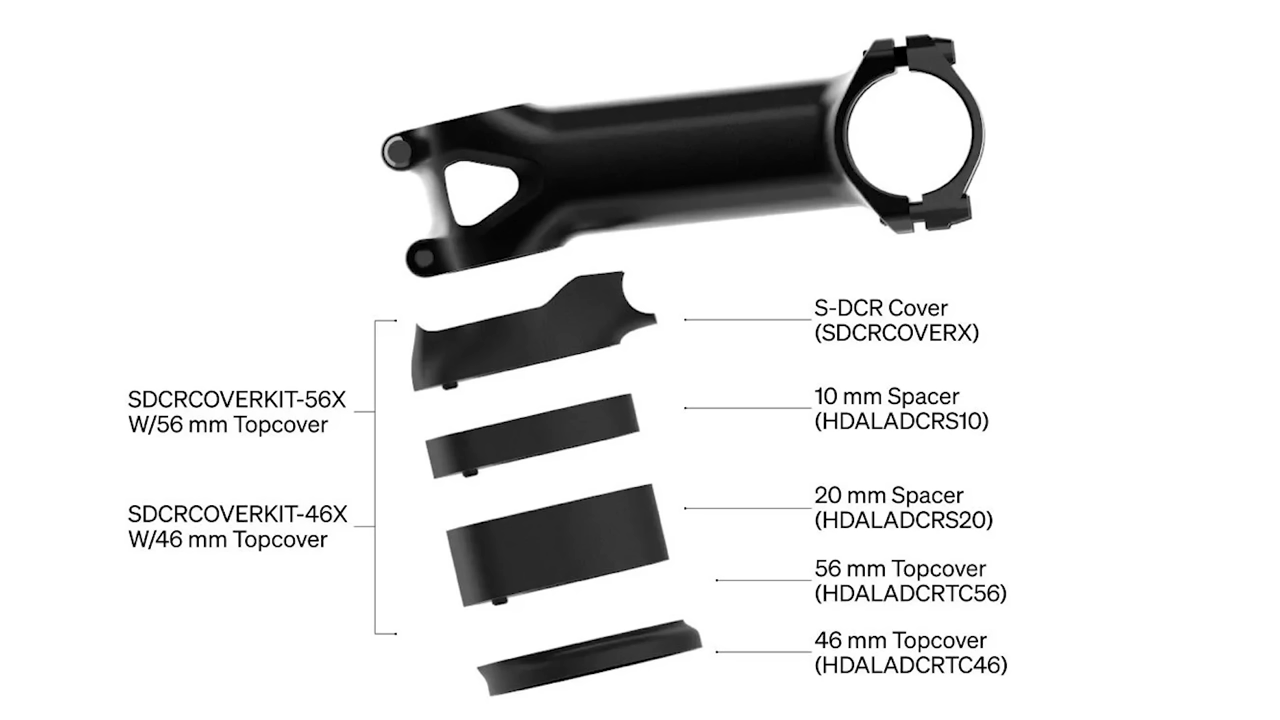 SDCRCOVERKIT-56X
W/56 mm Topcover
SDCRCOVERKIT-46X
W/46 mm Topcover
S-DCR Cover
(SDCRCOVERX)
10 mm Spacer
(HDALADCRS10)
20 mm Spacer
(HDALADCRS20)
56 mm Topcover
(HDALADCRTC56)
46 mm Topcover
(HDALADCRTC46)